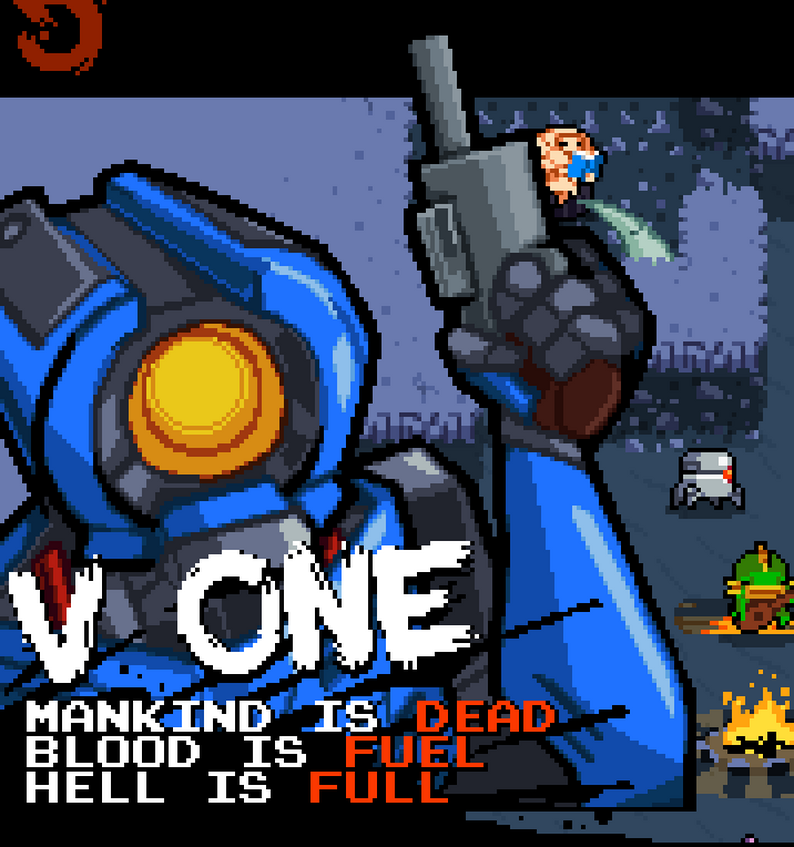 V ONE
MANKIND IS DEAD
BLOOD IS FUEL
HELL IS FULL